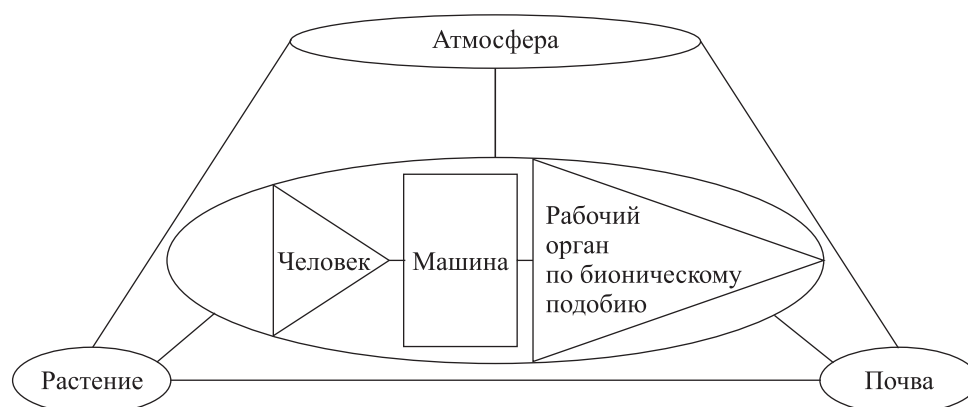 Атмосфера
Человек
Машина
Рабочий
орган
по бионическому
подобию
Растение
Почва